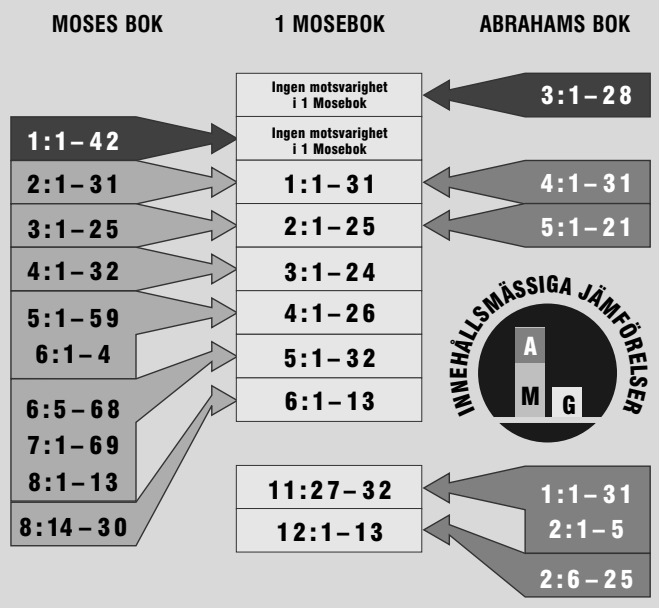 MOSES BOK
1 MOSEBOK
ABRAHAMS BOK
Ingen motsvarighet
i 1 Mosebok
3:1–28
1:1–42
Ingen motsvarighet
i 1 Mosebok
2:1–31
1:1–31
4:1–31
3:1–25
2:1–25
5:1–21
4:1–32
3:1–24
5:1–59
6:1–4
4:1–26
5:1–32
6:5–68
7:1–69
8:1–13
6:1–13
8:14–30
INNEHÅLLSMÄSSIGA JÄMFÖRELSER
A
M
G
11:27–32
1:1–31
2:1–5
12:1–13
2:6–25